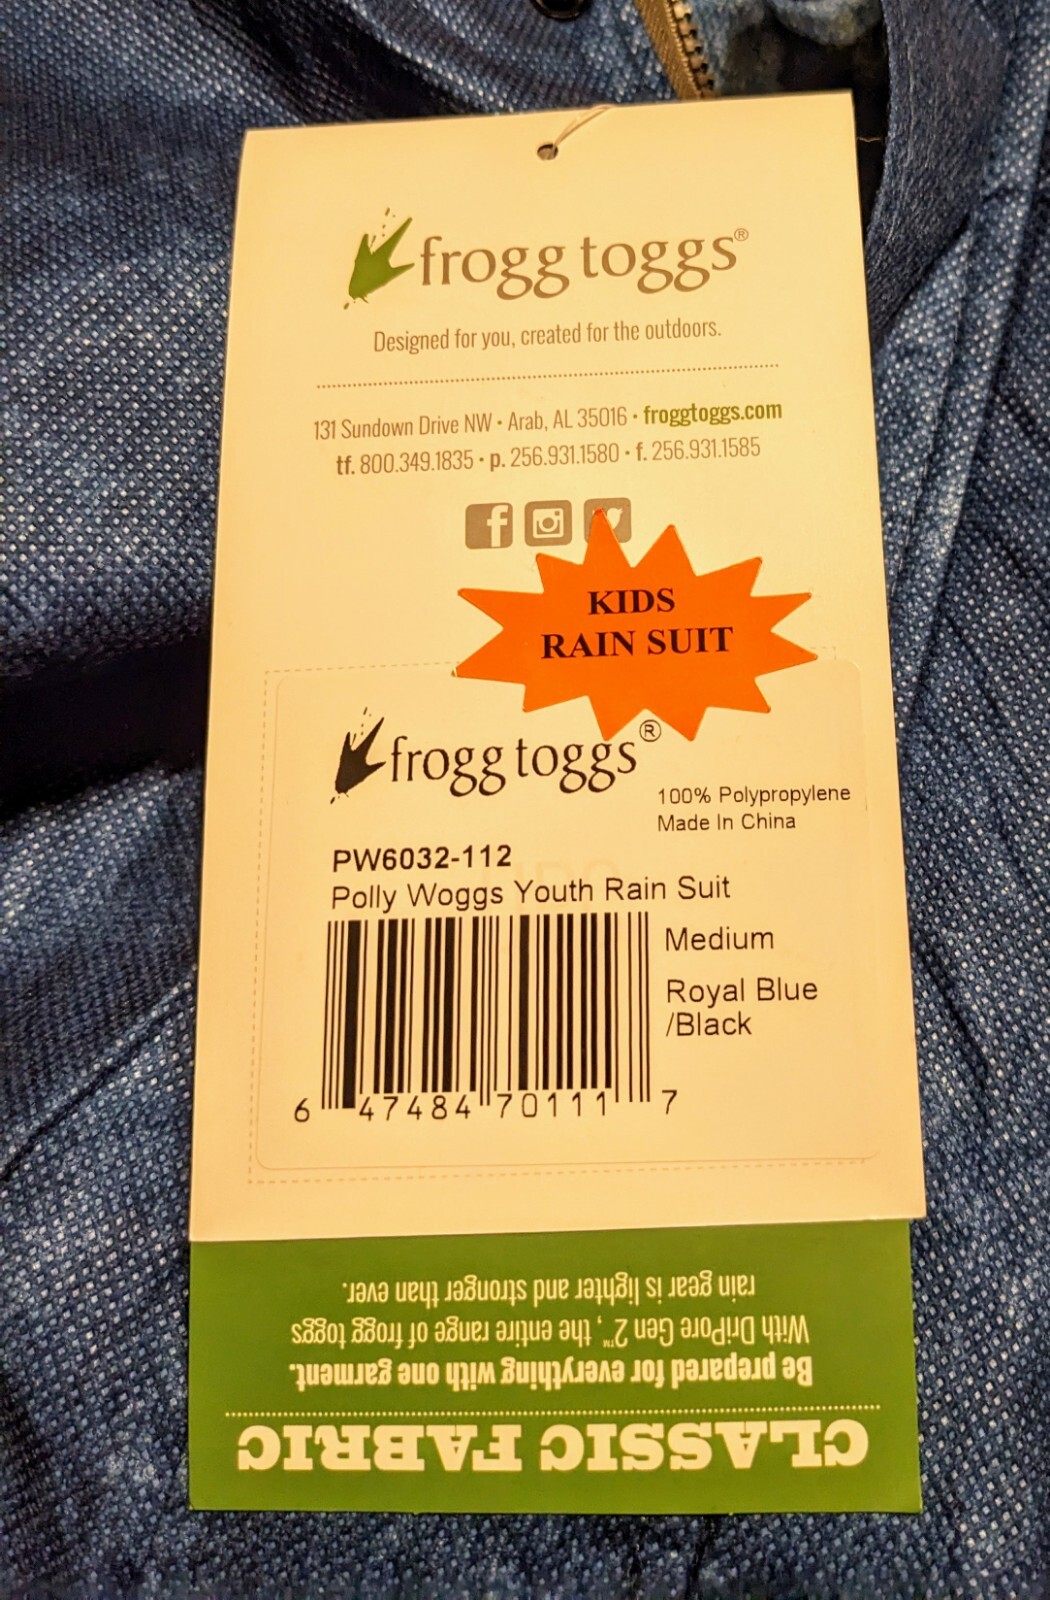 frogg toggs®
Designed for you, created for the outdoors.
131 Sundown Drive NW • Arab, AL 35016 • froggtoggs.com
tf. 800.349.1835 • p. 256.931.1580 • f. 256.931.1585
KIDS
RAIN SUIT
frogg toggs®
100% Polypropylene
Made In China
PW6032-112
Polly Woggs Youth Rain Suit
Medium
Royal Blue
/Black
6 47484 70111 7
CLASSIC FABRIC
Be prepared for everything with one garment.
With DriPore Gen 2™, the entire range of frogg toggs
rain gear is lighter and stronger than ever.